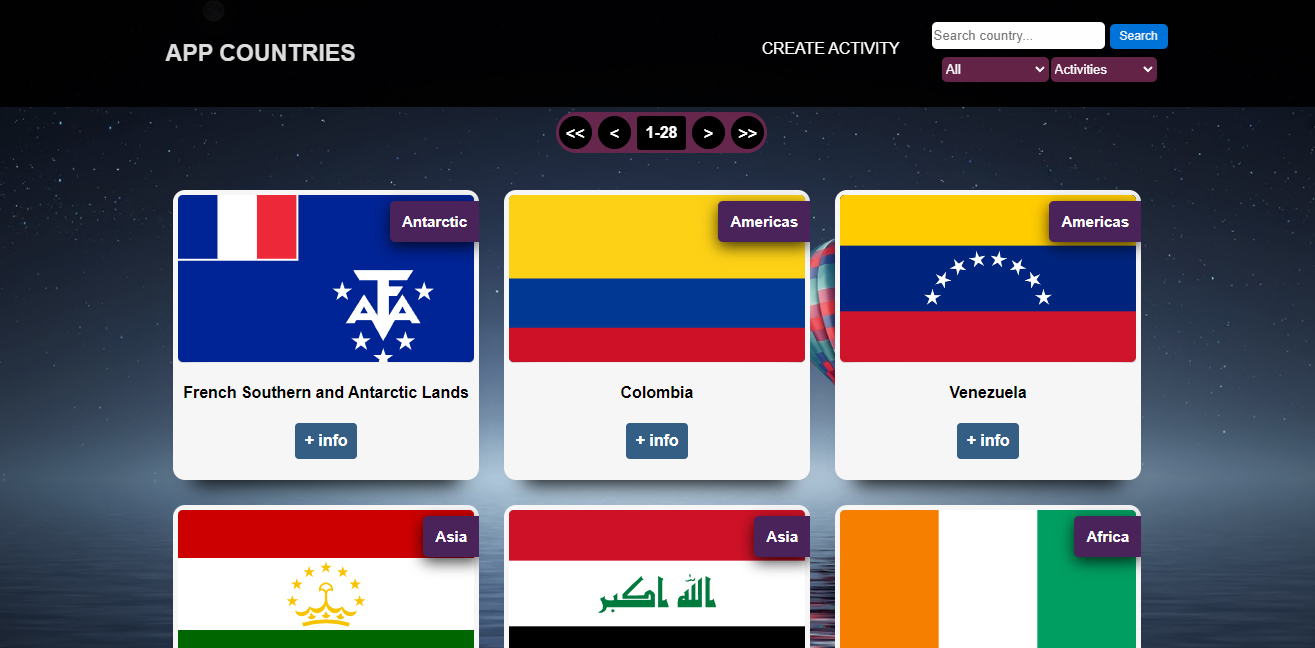 APP COUNTRIES
CREATE ACTIVITY
Search country...
Search
All
Activities
<<
<
1-28
>
>>
Antarctic
Americas
Americas
TFAA
French Southern and Antarctic Lands
Colombia
Venezuela
+ info
+ info
+ info
Asia
Asia
Africa
الله اكبر